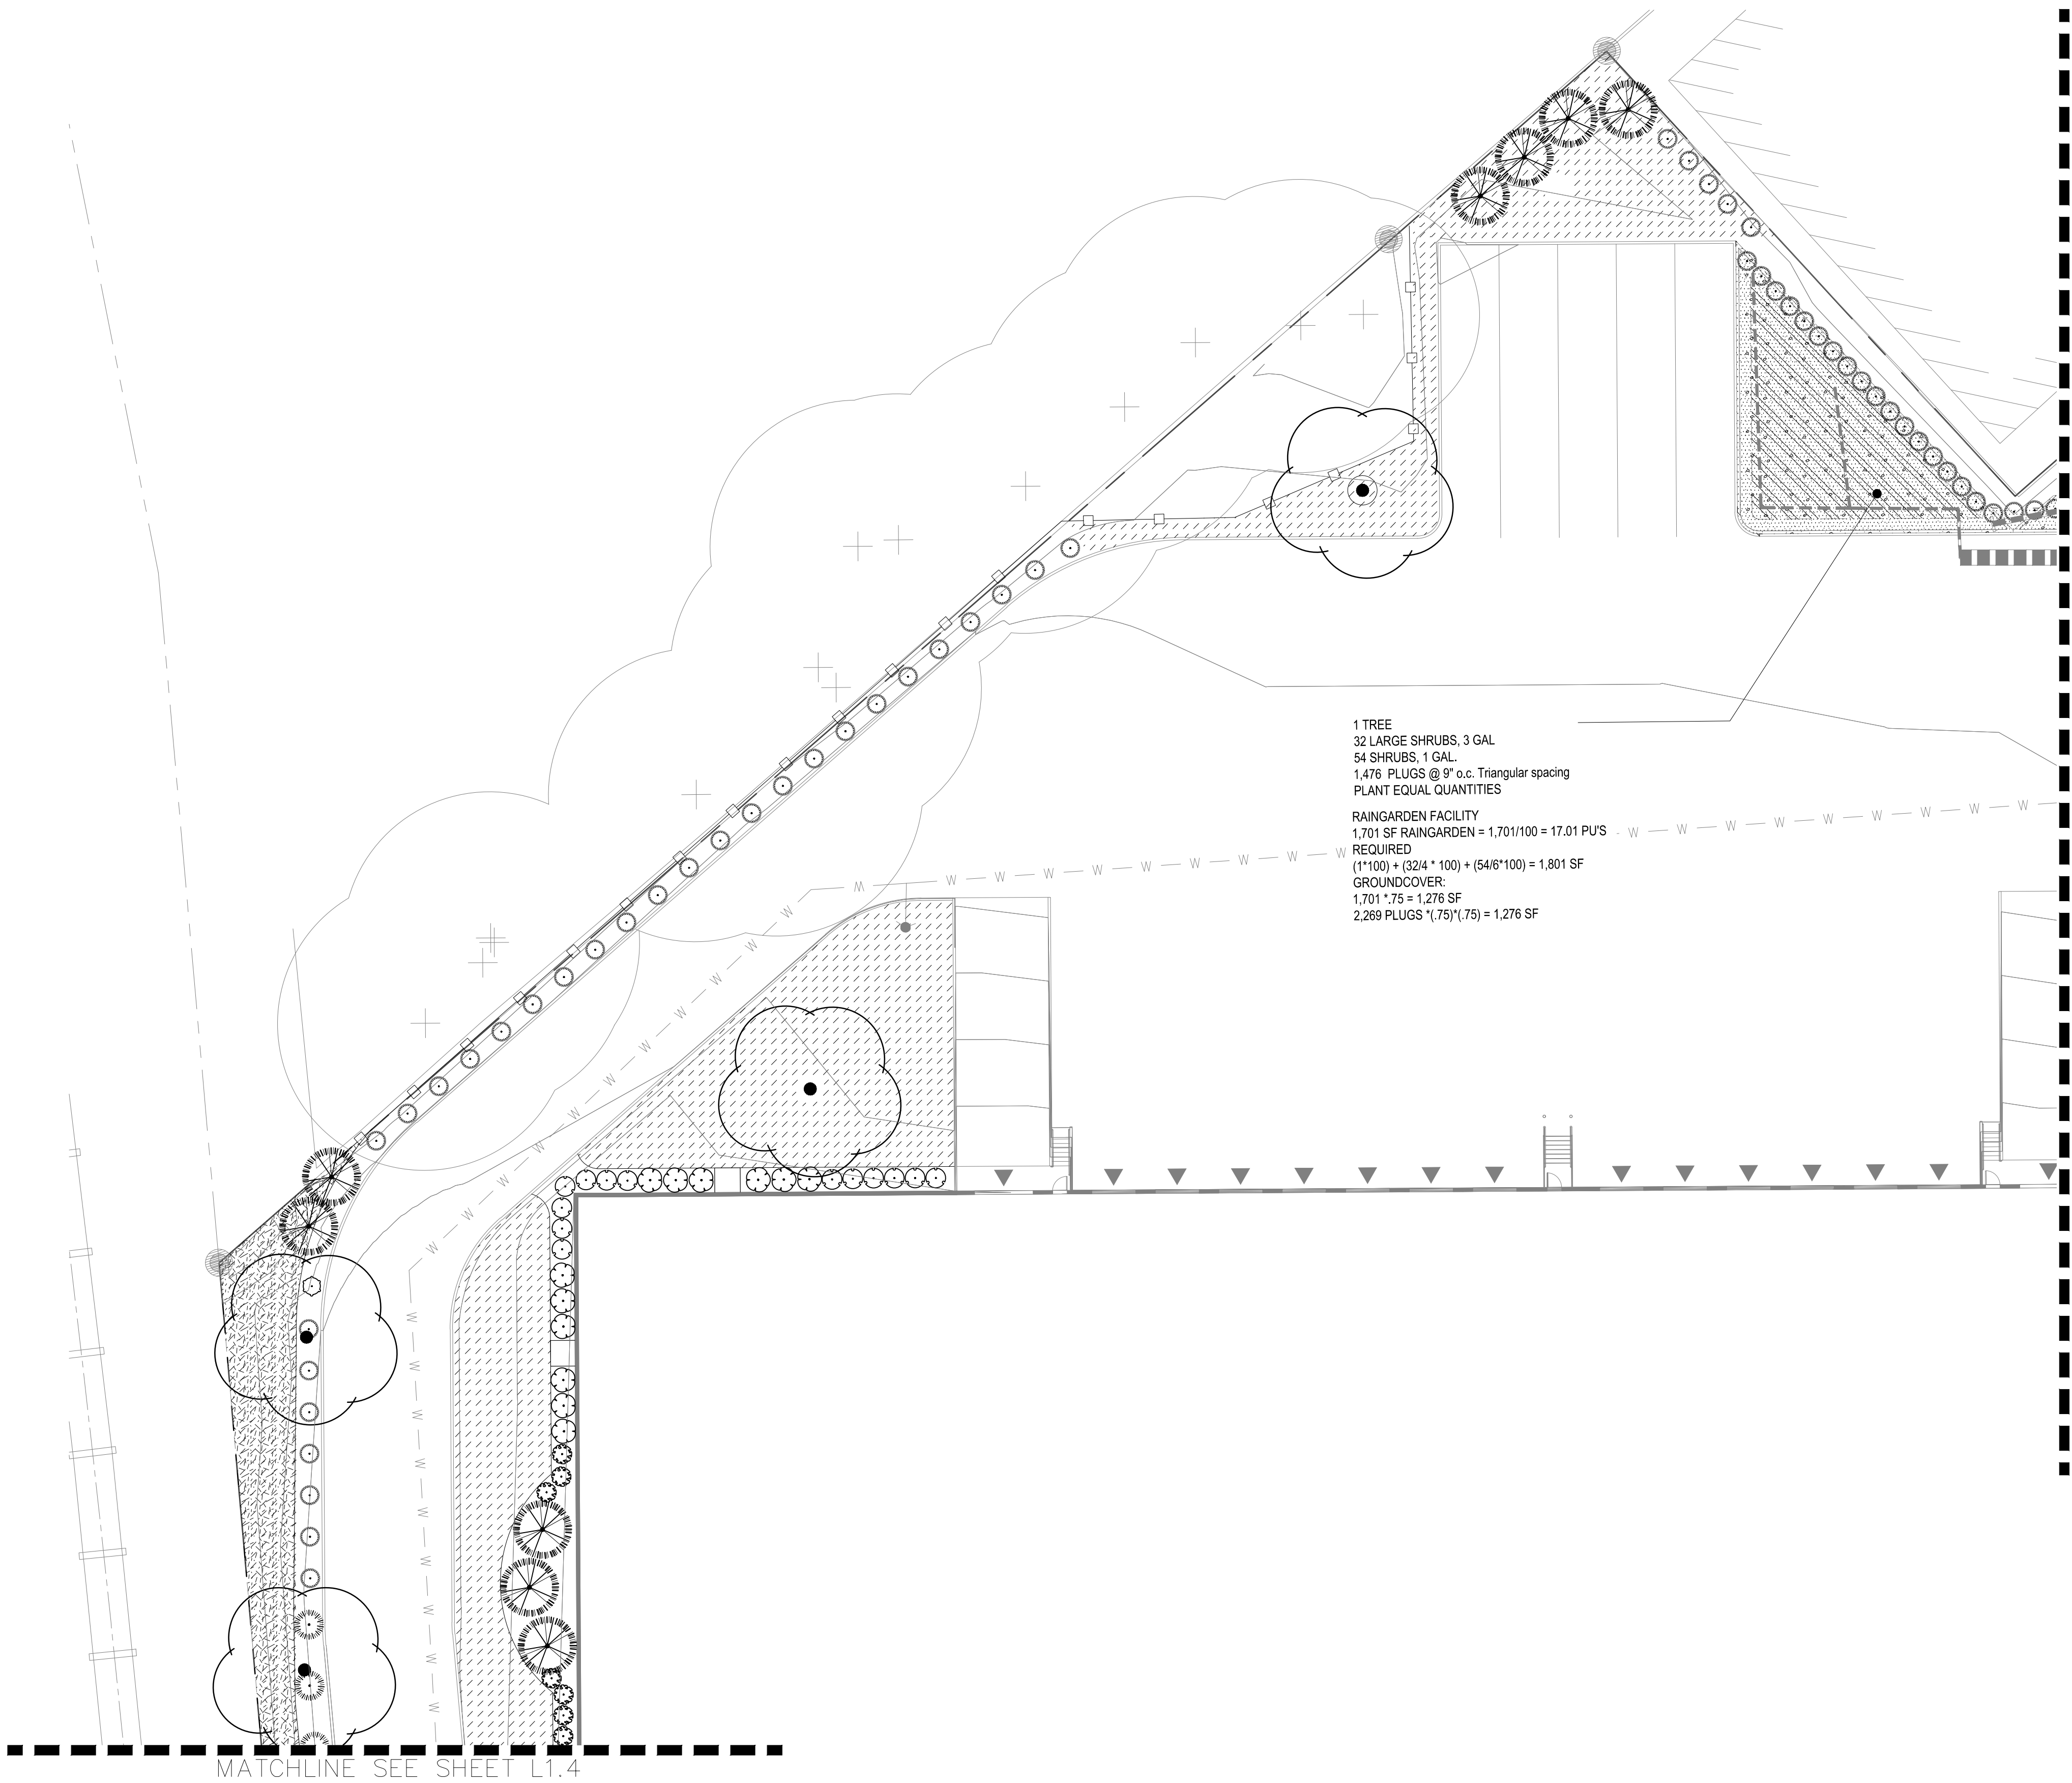 1 TREE
32 LARGE SHRUBS, 3 GAL
54 SHRUBS, 1 GAL.
1,476 PLUGS @ 9" o.c. Triangular spacing
PLANT EQUAL QUANTITIES
RAINGARDEN FACILITY
1,701 SF RAINGARDEN = 1,701/100 = 17.01 PU'S
REQUIRED
(1*100) + (32/4 * 100) + (54/6*100) = 1,801 SF
GROUNDCOVER:
1,701 *.75 = 1,276 SF
2,269 PLUGS *(.75)*(.75) = 1,276 SF
W W W W W W W W W
W W W W W W W W W W W
W W W W W W W W W W
W W W W W W W W W
MATCHLINE SEE SHEET L1.4